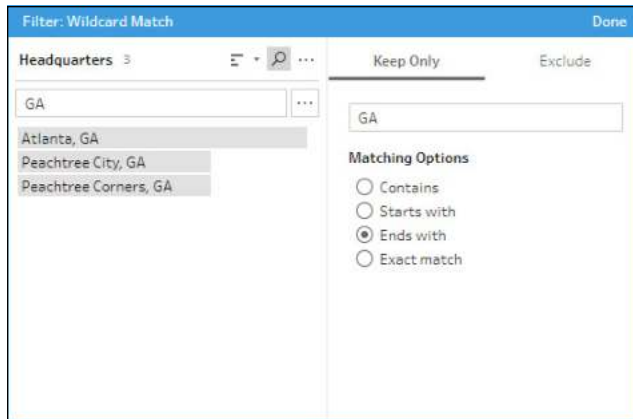 Filter: Wildcard Match Done
Headquarters 3
GA
Atlanta, GA
Peachtree City, GA
Peachtree Corners, GA
Keep Only Exclude
GA
Matching Options
Contains
Starts with
Ends with
Exact match